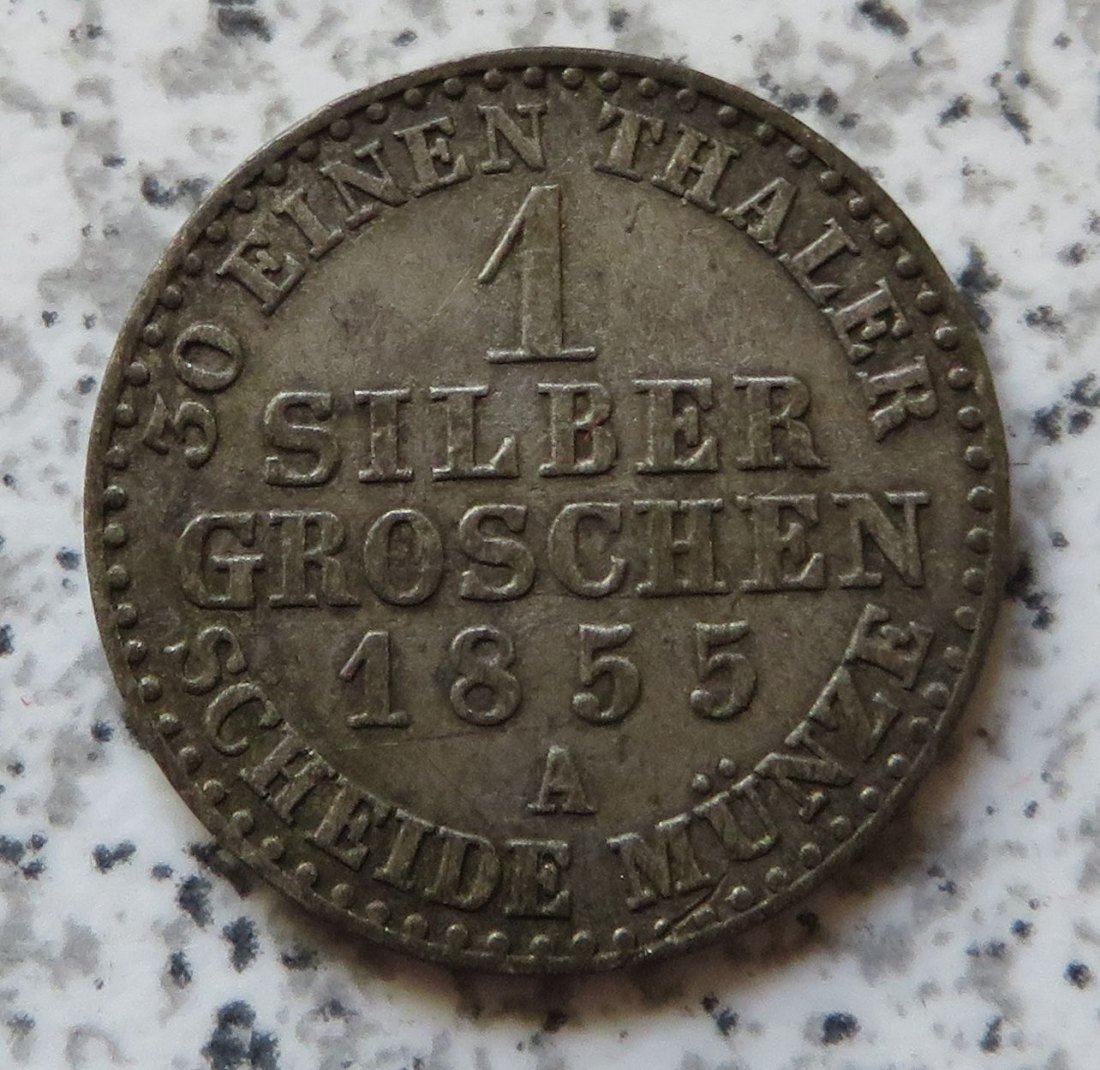 30 EINEN THALER
1
SILBER
GROSCHEN
1855
A
SCHEIDE MÜNZE